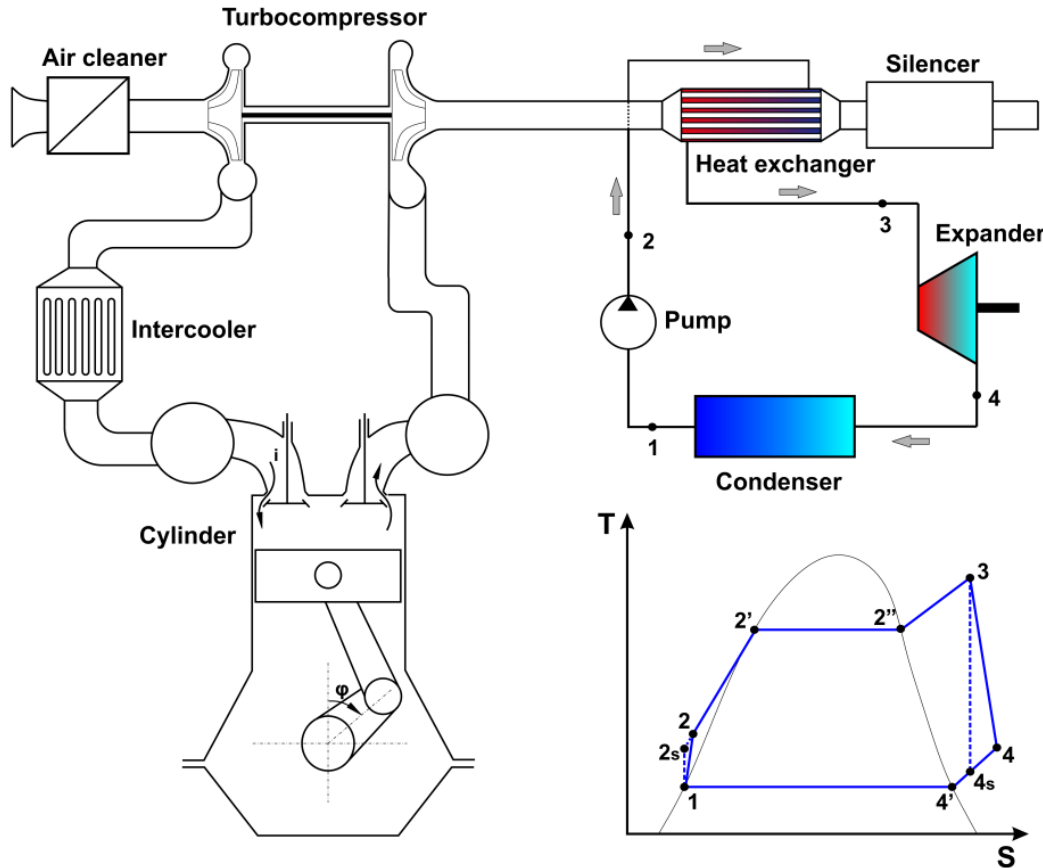 Turbocompressor
Air cleaner
Silencer
Heat exchanger
3
2
Expander
Intercooler
Pump
4
1
i
Condenser
Cylinder
T
3
2'
2"
φ
2
2s
4
4s
1
4'
S